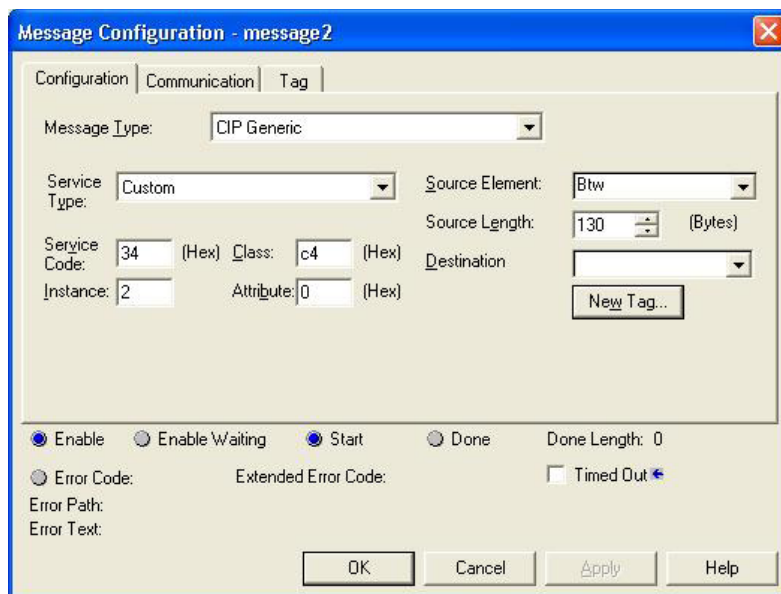 Message Configuration - message2
Configuration Communication Tag
Message Type: CIP Generic
Service Type: Custom
Source Element: Btw
Source Length: 130 (Bytes)
Service Code: 34 (Hex) Class: c4 (Hex)
Destination
Instance: 2 Attribute: 0 (Hex)
New Tag...
Enable Enable Waiting Start Done Done Length: 0
Error Code: Extended Error Code: Timed Out
Error Path:
Error Text:
OK Cancel Apply Help